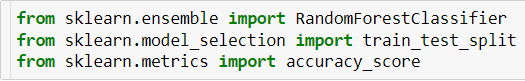 from sklearn.ensemble import RandomForestClassifier
from sklearn.model_selection import train_test_split
from sklearn.metrics import accuracy_score